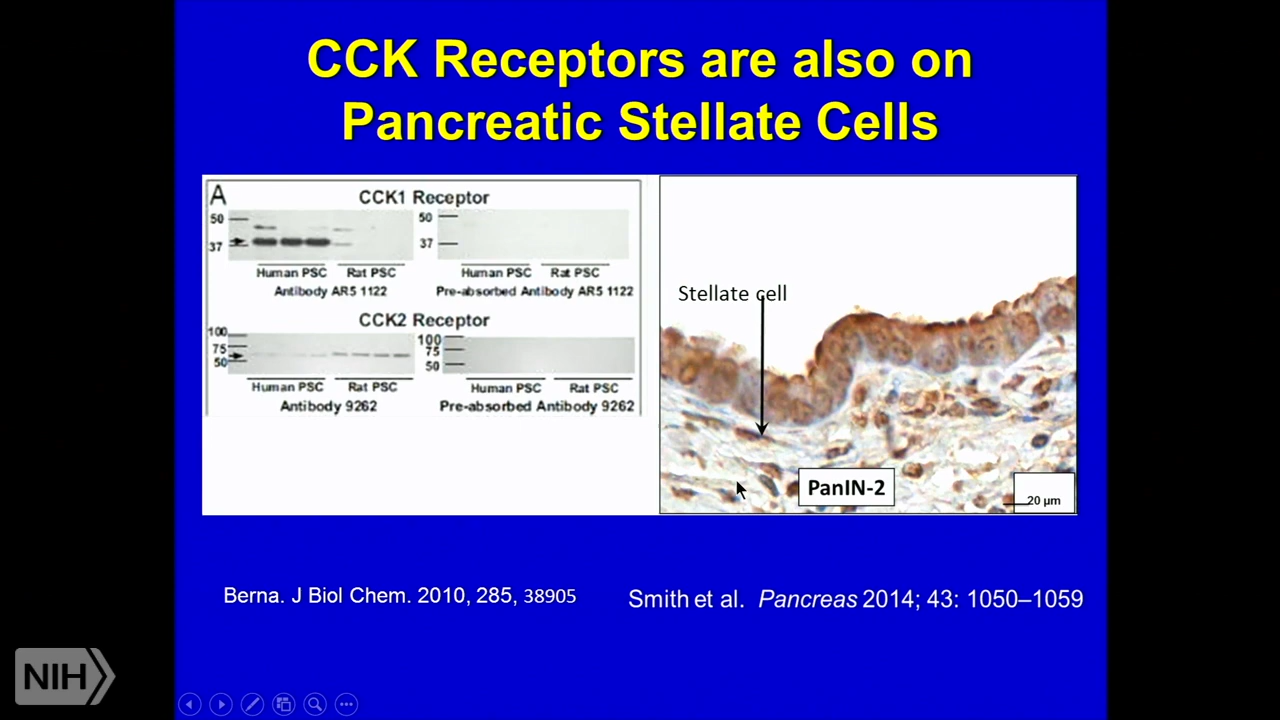 CCK Receptors are also on
Pancreatic Stellate Cells
A
CCK1 Receptor
50
37
Human PSC Rat PSC
Antibody AR5 1122
50
37
Human PSC Rat PSC
Pre-absorbed Antibody AR5 1122
CCK2 Receptor
100
75
50
Human PSC Rat PSC
Antibody 9262
100
75
50
Human PSC Rat PSC
Pre-absorbed Antibody 9262
Stellate cell
PanIN-2
20 µm
Berna. J Biol Chem. 2010, 285, 38905
Smith et al. Pancreas 2014; 43: 1050–1059
NIH